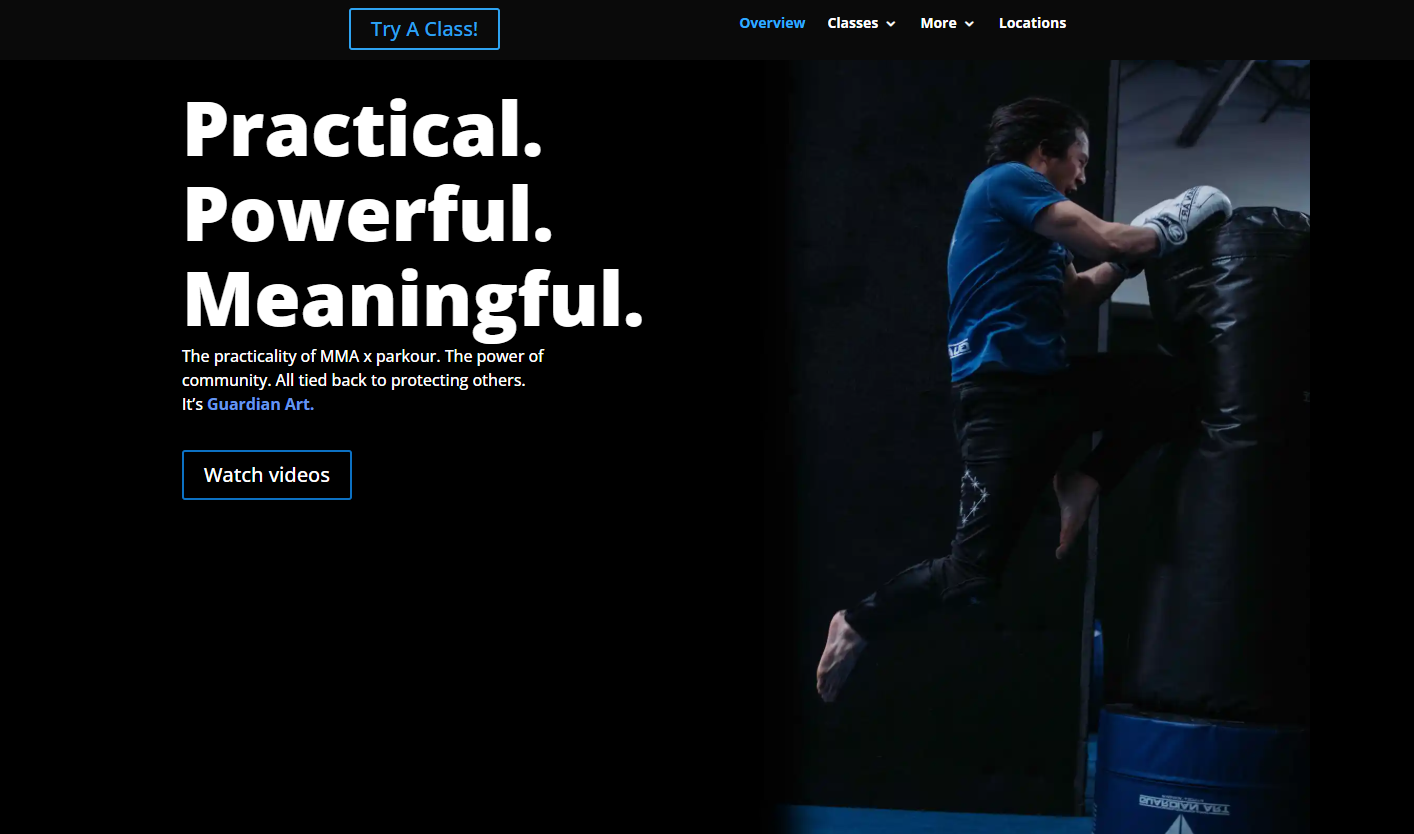 Try A Class!
Overview Classes More Locations
Practical.
Powerful.
Meaningful.
The practicality of MMA x parkour. The power of
community. All tied back to protecting others.
It’s Guardian Art.
Watch videos
GUARDIAN ART